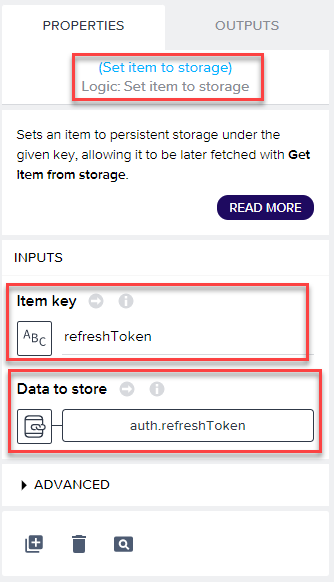 PROPERTIES
OUTPUTS
(Set item to storage)
Logic: Set item to storage
Sets an item to persistent storage under the
given key, allowing it to be later fetched with Get
Item from storage.
READ MORE
INPUTS
Item key
ABC
refreshToken
Data to store
auth.refreshToken
ADVANCED